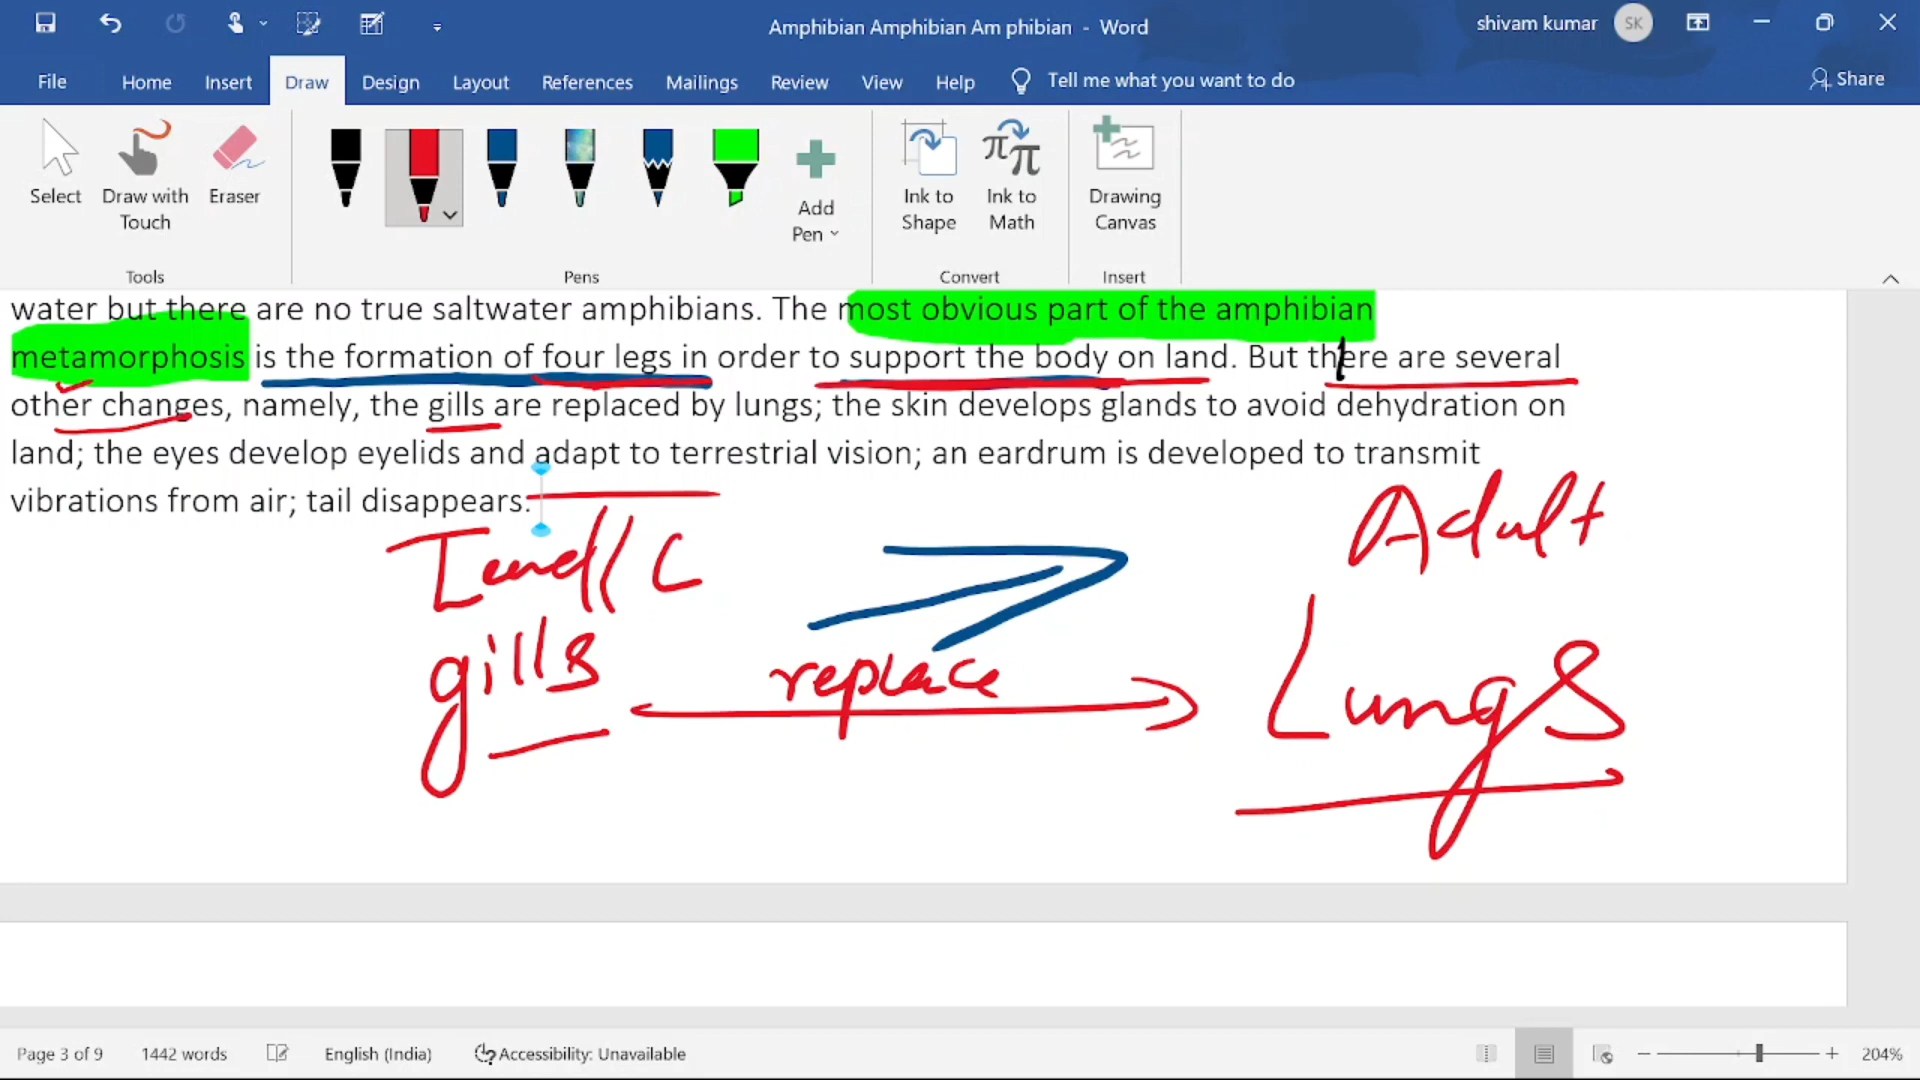 Amphibian Amphibian Am phibian - Word
shivam kumar SK
File Home Insert Draw Design Layout References Mailings Review View Help Tell me what you want to do Share
Select Draw with Touch Eraser Add Pen Ink to Shape Ink to Math Drawing Canvas
Tools Pens Convert Insert
water but there are no true saltwater amphibians. The most obvious part of the amphibian
metamorphosis is the formation of four legs in order to support the body on land. But there are several
other changes, namely, the gills are replaced by lungs; the skin develops glands to avoid dehydration on
land; the eyes develop eyelids and adapt to terrestrial vision; an eardrum is developed to transmit
vibrations from air; tail disappears.
Adult
gills replace Lungs
Page 3 of 9 1442 words English (India) Accessibility: Unavailable 204%